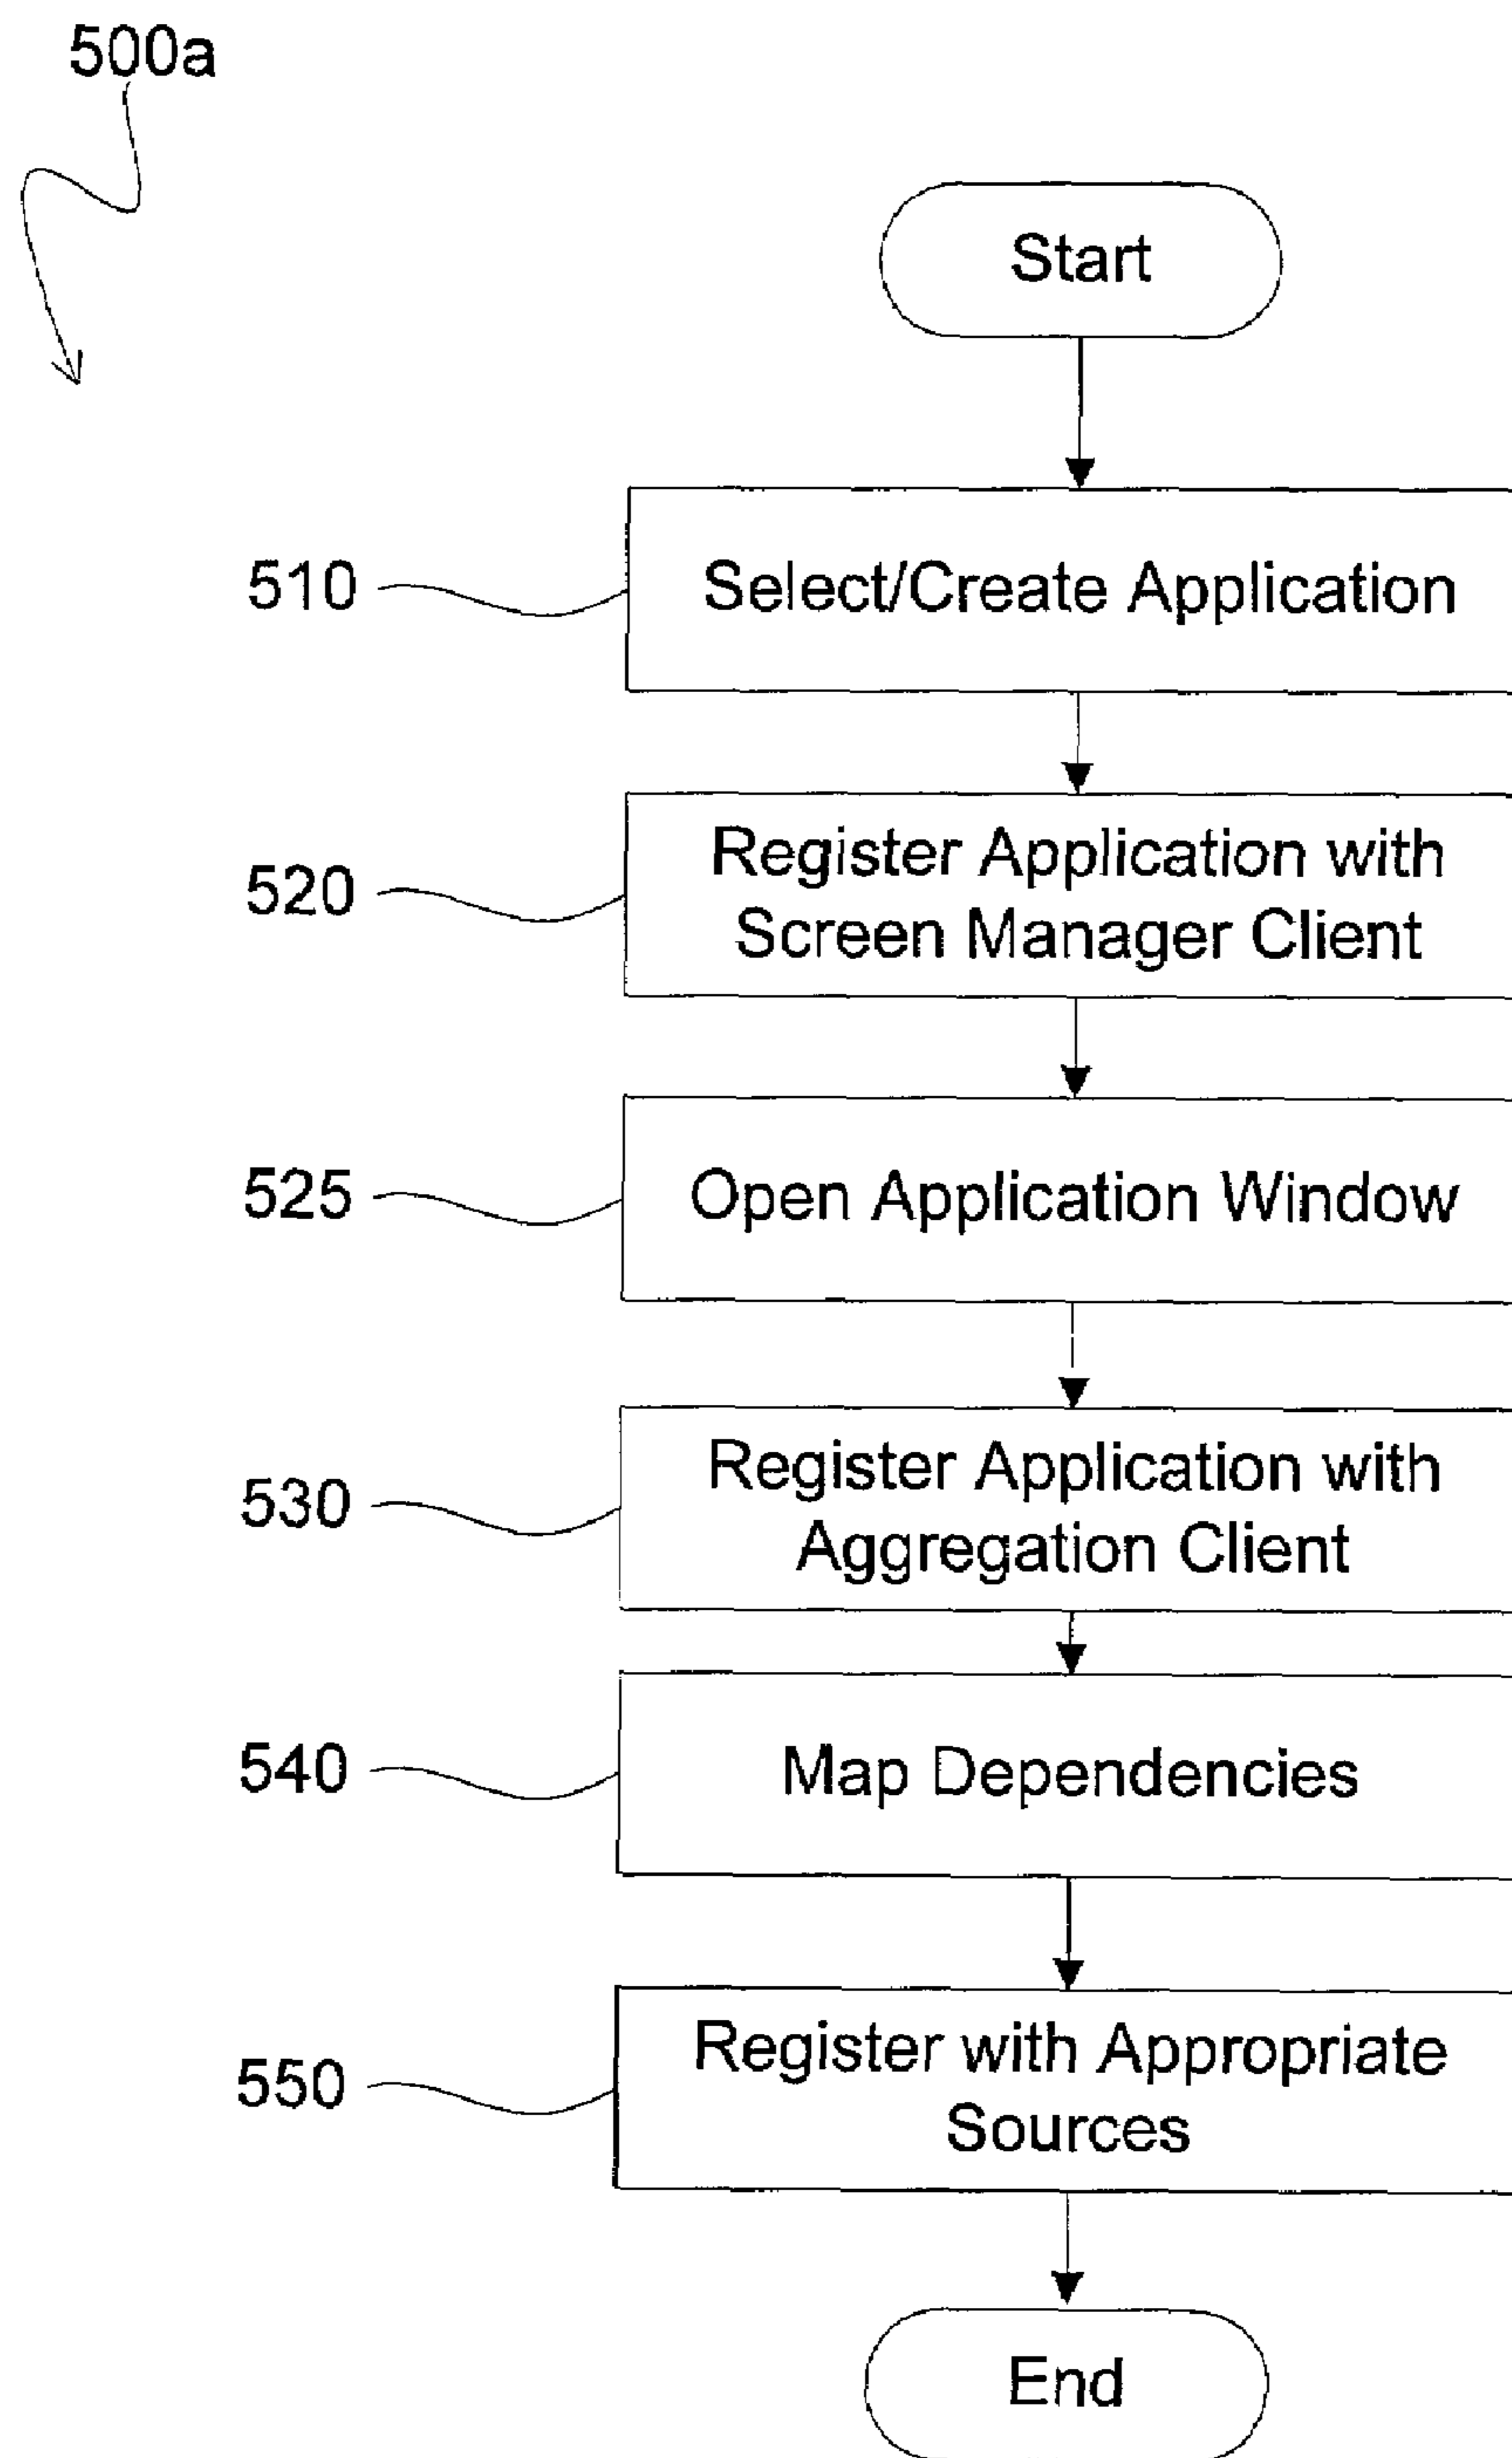 500a
Start
510
Select/Create Application
520
Register Application with
Screen Manager Client
525
Open Application Window
530
Register Application with
Aggregation Client
540
Map Dependencies
550
Register with Appropriate
Sources
End